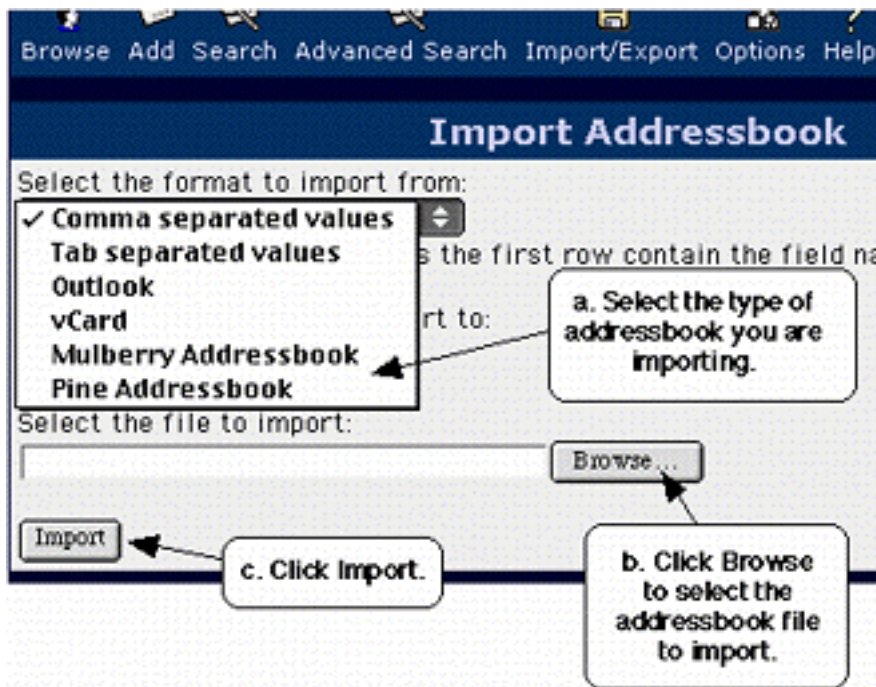 Browse Add Search Advanced Search Import/Export Options Help
Import Addressbook
Select the format to import from:
✓ Comma separated values
Tab separated values
Outlook
vCard
Mulberry Addressbook
Pine Addressbook
s the first row contain the field na
rt to:
a. Select the type of
addressbook you are
importing.
Select the file to import:
Browse...
Import
c. Click Import.
b. Click Browse
to select the
addressbook file
to import.